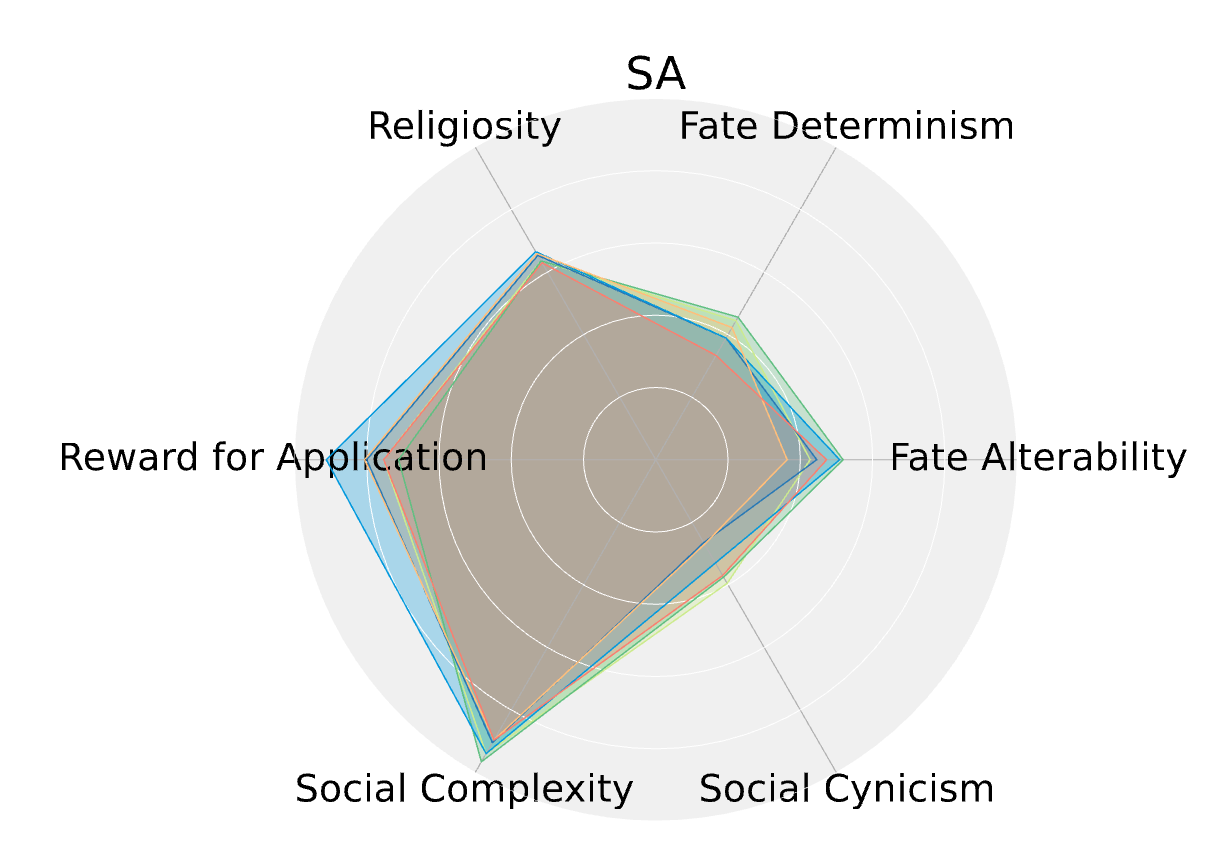 SA
Religiosity
Fate Determinism
Reward for Application
Fate Alterability
Social Complexity
Social Cynicism